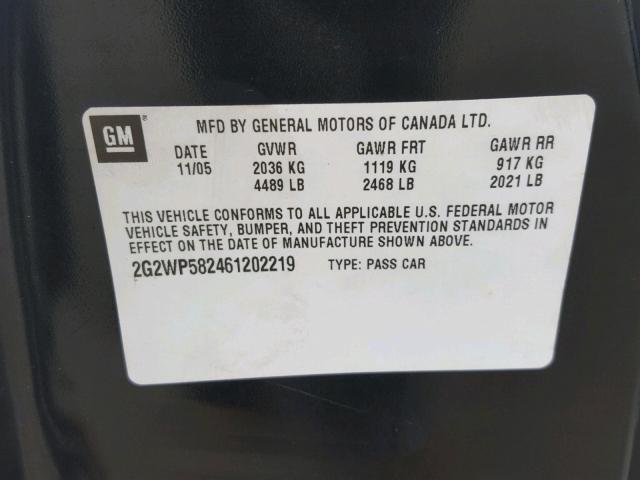 GM®
MFD BY GENERAL MOTORS OF CANADA LTD.
DATE GVWR GAWR FRT GAWR RR
11/05 2036 KG 1119 KG 917 KG
4489 LB 2468 LB 2021 LB
THIS VEHICLE CONFORMS TO ALL APPLICABLE U.S. FEDERAL MOTOR
VEHICLE SAFETY, BUMPER, AND THEFT PREVENTION STANDARDS IN
EFFECT ON THE DATE OF MANUFACTURE SHOWN ABOVE.
2G2WP582461202219 TYPE: PASS CAR